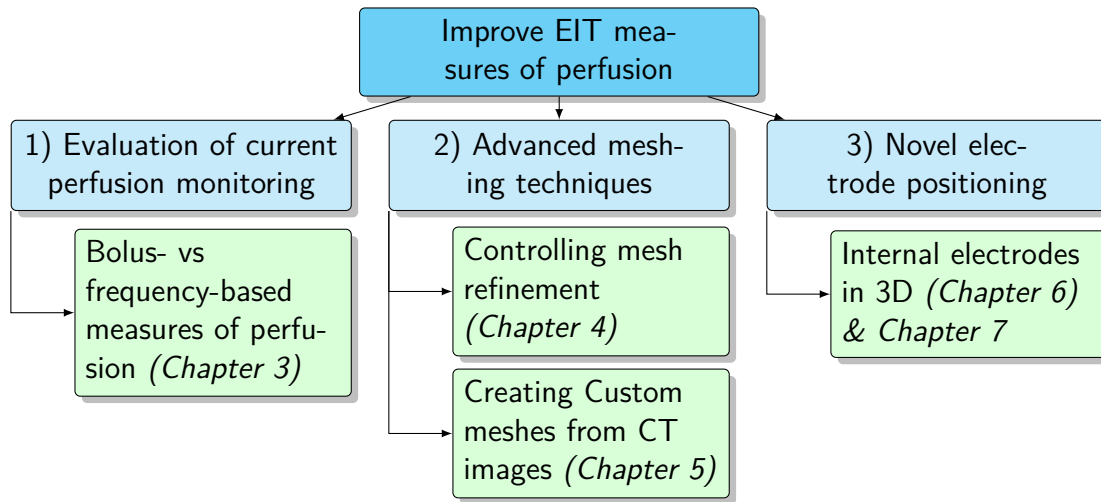 Improve EIT mea-
sures of perfusion
1) Evaluation of current
perfusion monitoring
2) Advanced mesh-
ing techniques
3) Novel elec-
trode positioning
Bolus- vs
frequency-based
measures of perfu-
sion (Chapter 3)
Controlling mesh
refinement
(Chapter 4)
Creating Custom
meshes from CT
images (Chapter 5)
Internal electrodes
in 3D (Chapter 6)
& Chapter 7